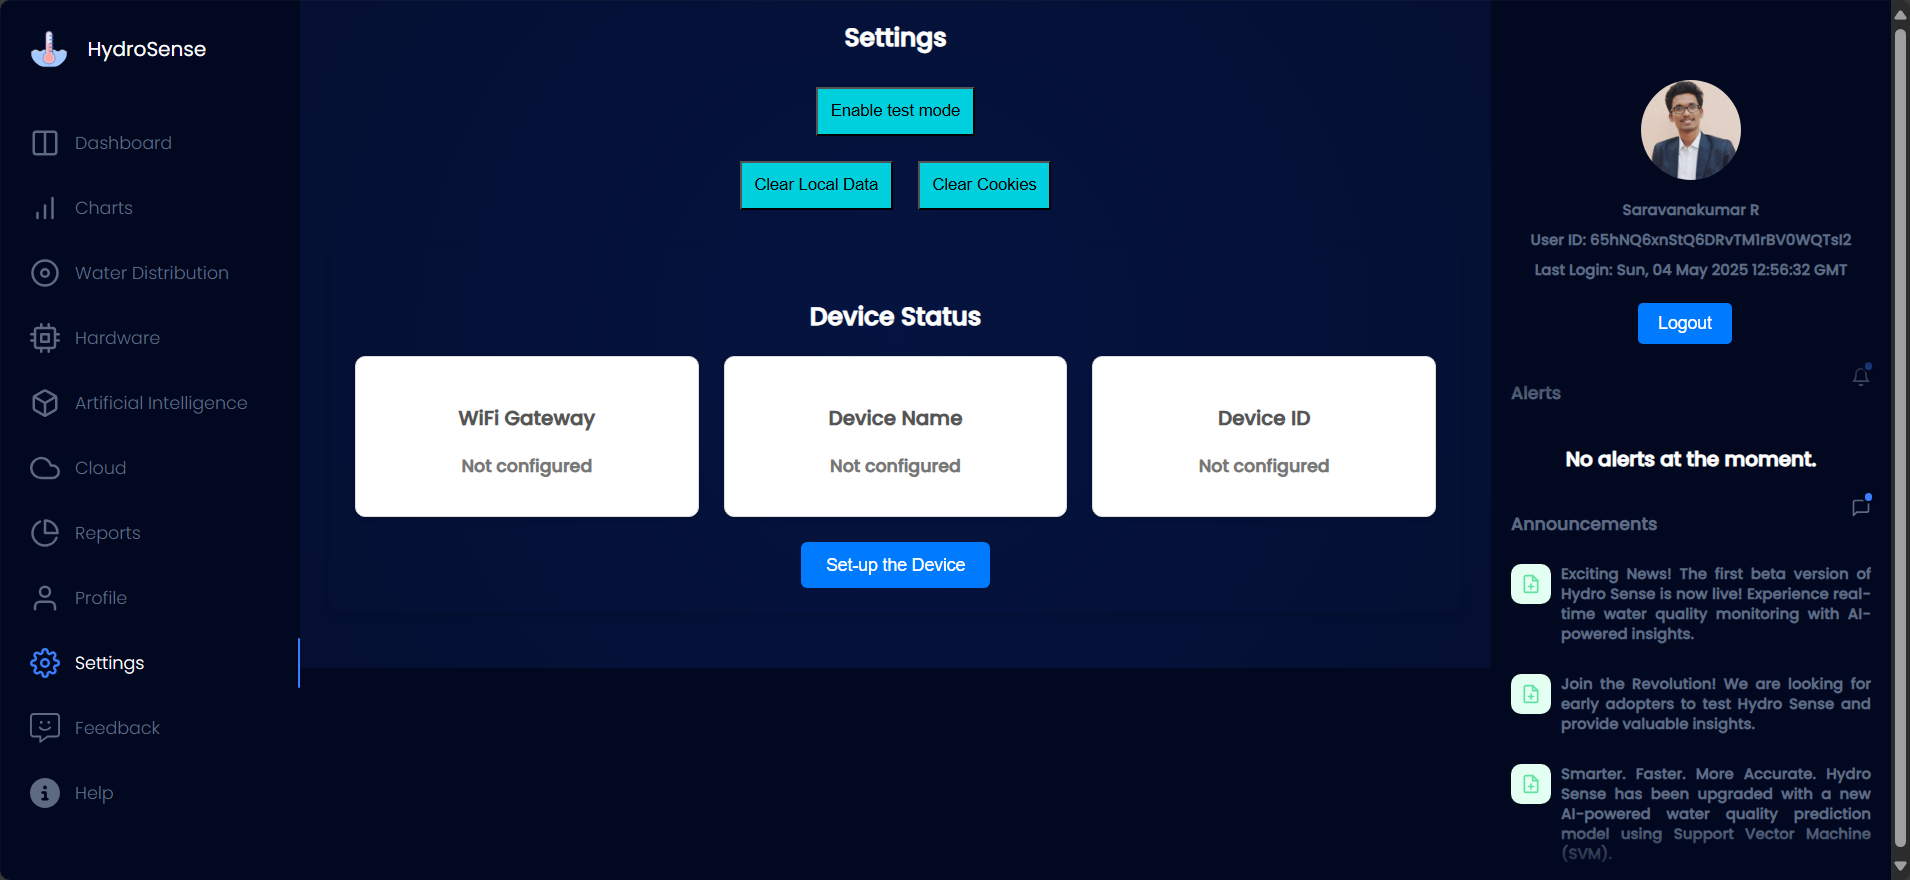 HydroSense
Dashboard
Charts
Water Distribution
Hardware
Artificial Intelligence
Cloud
Reports
Profile
Settings
Feedback
Help
Settings
Enable test mode
Clear Local Data
Clear Cookies
Device Status
WiFi Gateway
Not configured
Device Name
Not configured
Device ID
Not configured
Set-up the Device
Saravanakumar R
User ID: 65hNQ6xnStQ6DRvTM1rBV0WQTsI2
Last Login: Sun, 04 May 2025 12:56:32 GMT
Logout
Alerts
No alerts at the moment.
Announcements
Exciting News! The first beta version of
Hydro Sense is now live! Experience real-
time water quality monitoring with AI-
powered insights.
Join the Revolution! We are looking for
early adopters to test Hydro Sense and
provide valuable insights.
Smarter. Faster. More Accurate. Hydro
Sense has been upgraded with a new
AI-powered water quality prediction
model using Support Vector Machine
(SVM).